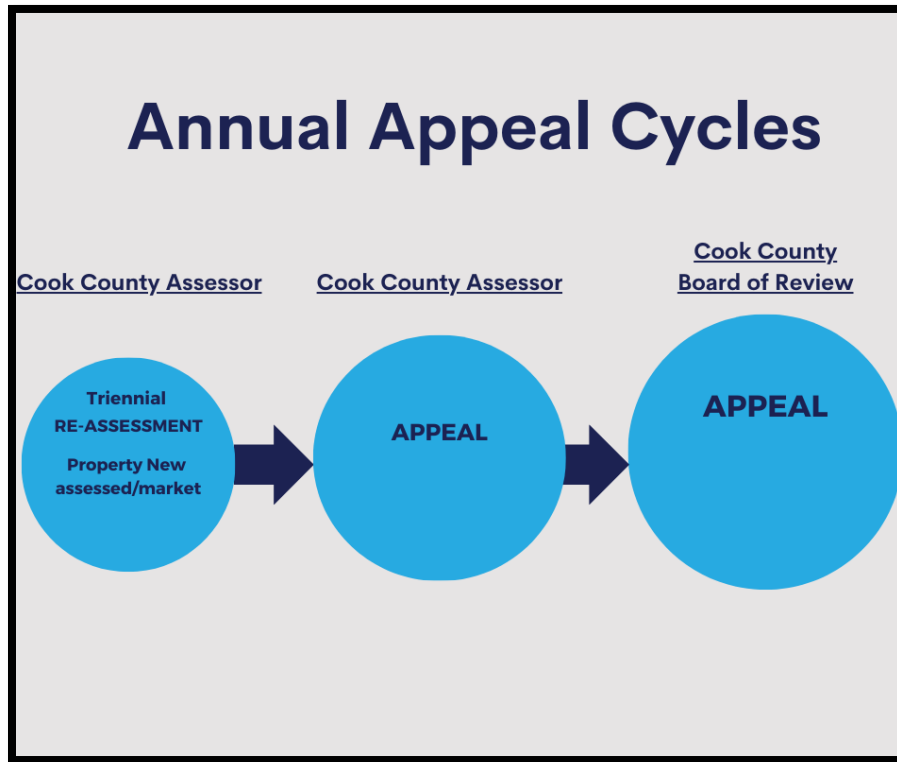 Annual Appeal Cycles
Cook County Assessor
Triennial
RE-ASSESSMENT
Property New
assessed/market
Cook County Assessor
APPEAL
Cook County
Board of Review
APPEAL